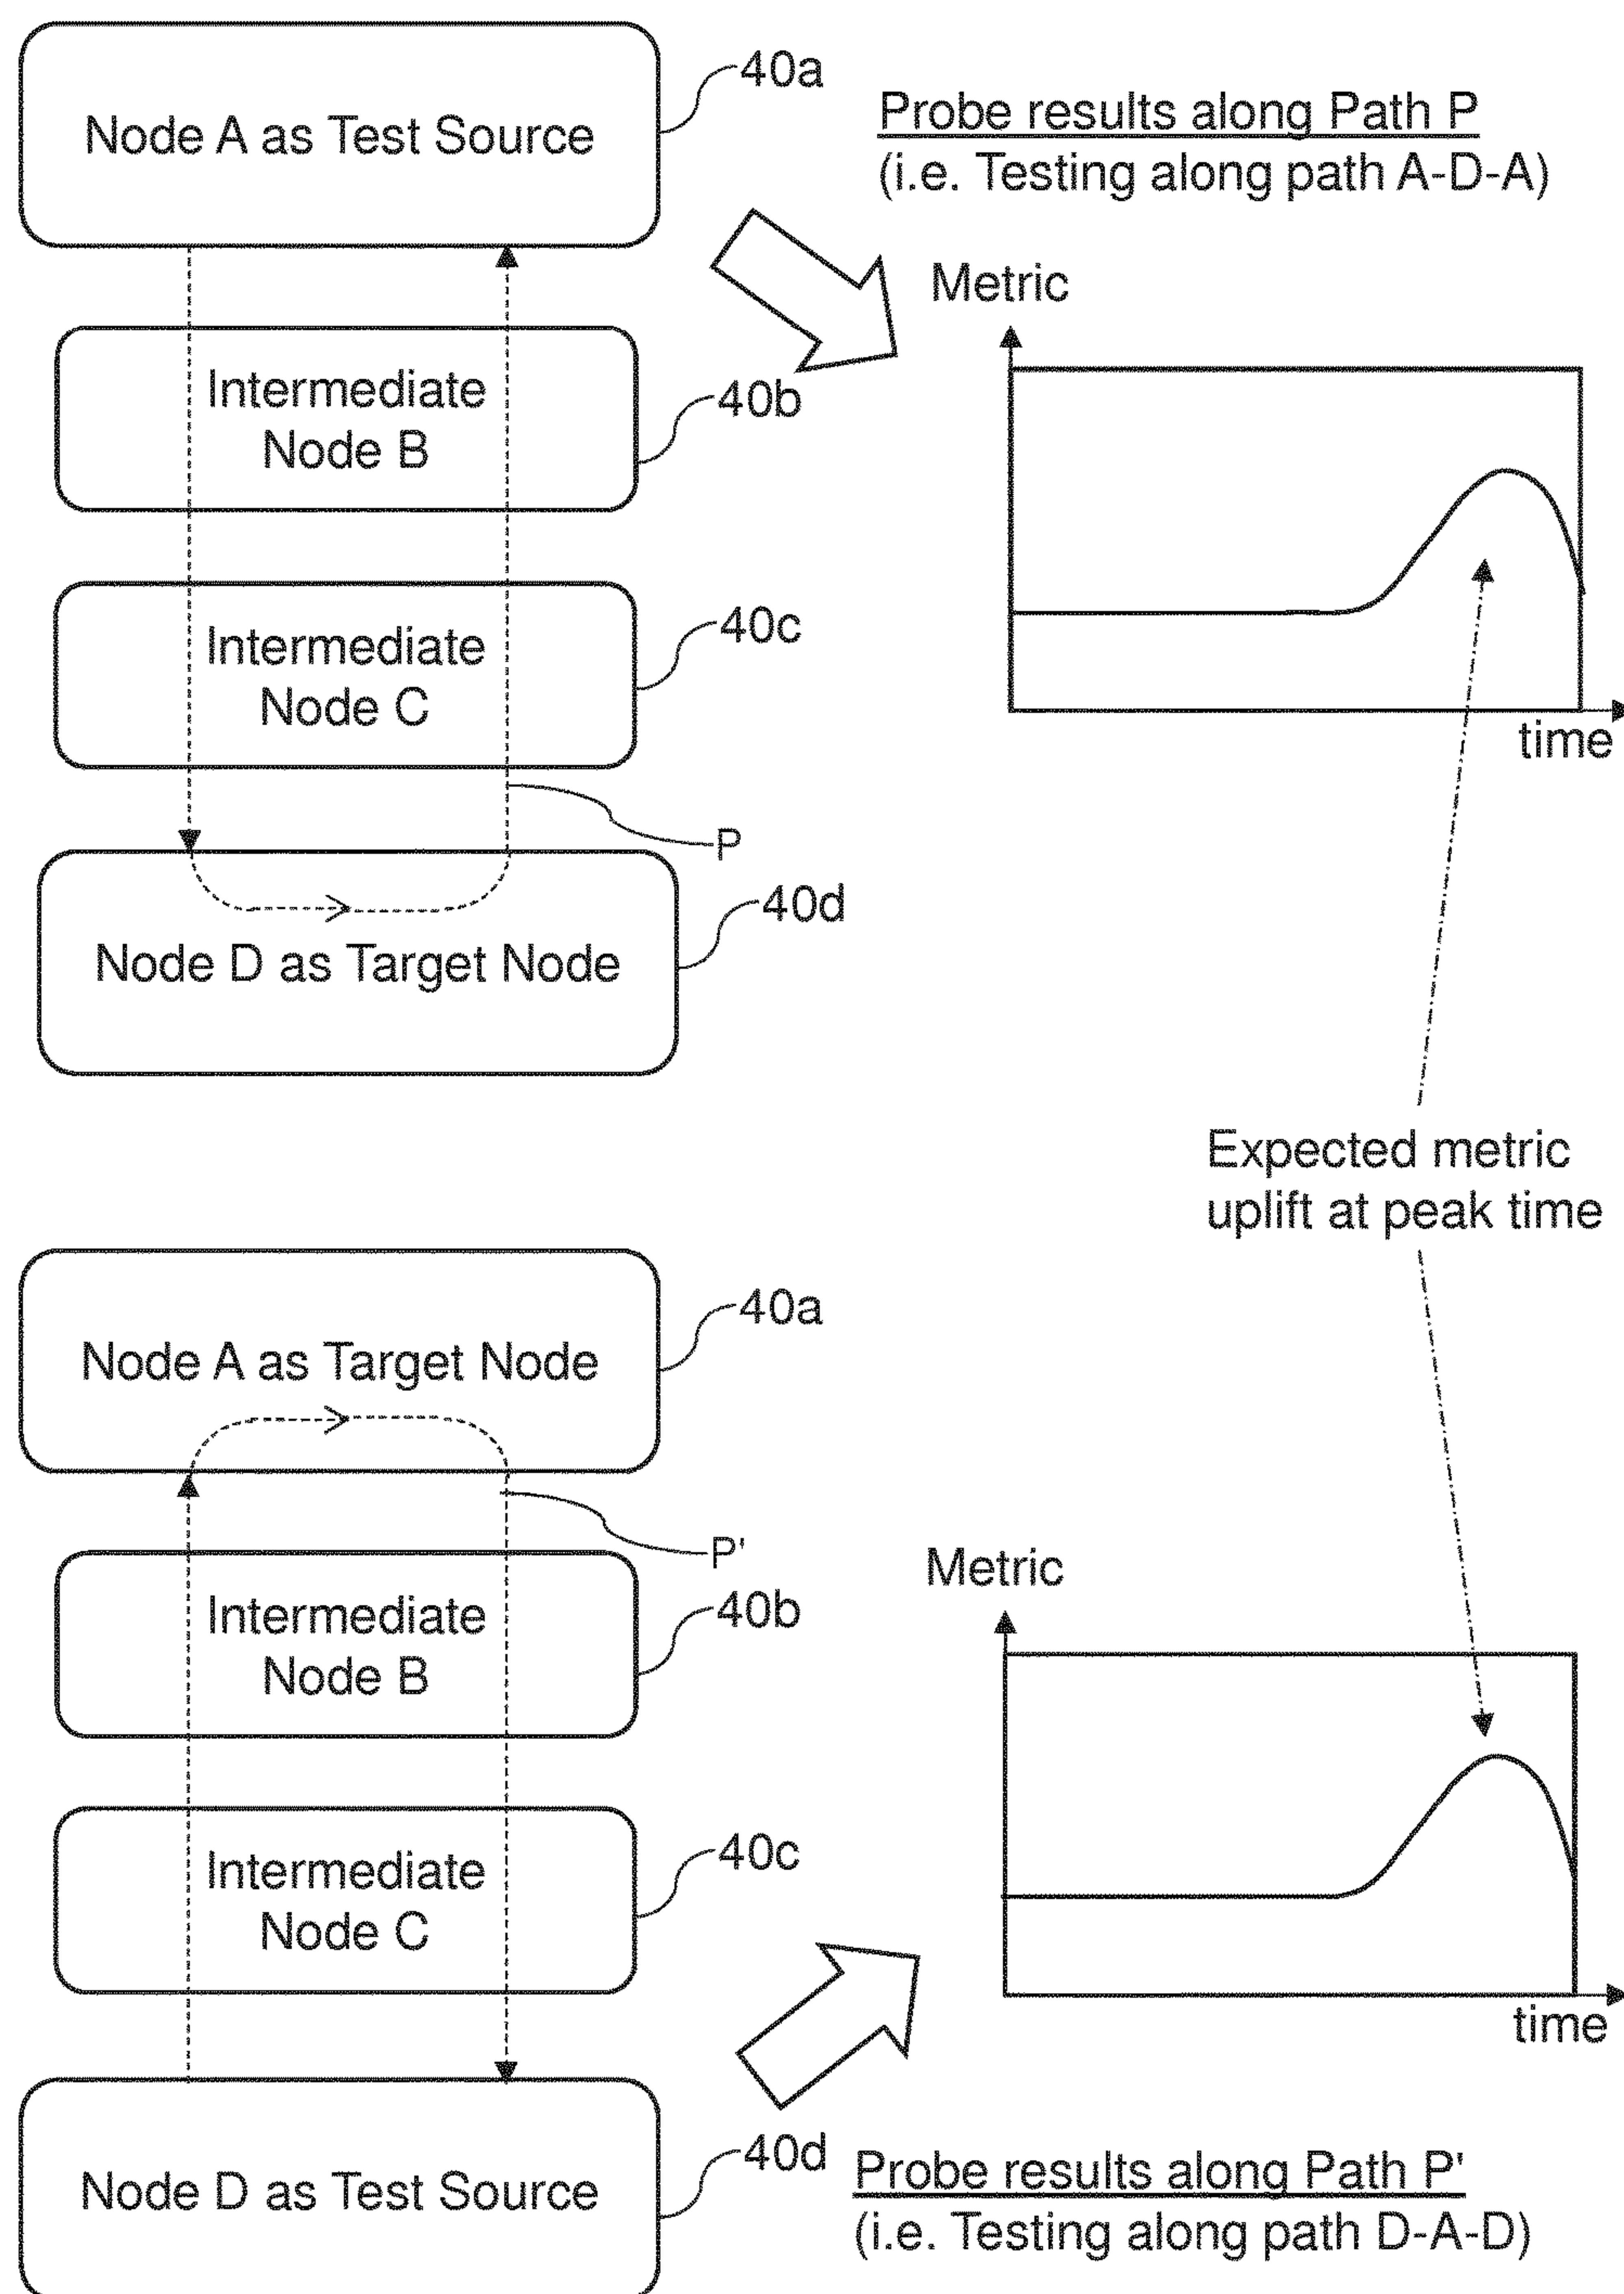 Node A as Test Source
40a
Probe results along Path P
(i.e. Testing along path A-D-A)
Metric
Intermediate
Node B
40b
Intermediate
Node C
40c
time
P
Node D as Target Node
40d
Expected metric
uplift at peak time
Node A as Target Node
40a
P'
Intermediate
Node B
40b
Metric
Intermediate
Node C
40c
time
Node D as Test Source
40d
Probe results along Path P'
(i.e. Testing along path D-A-D)